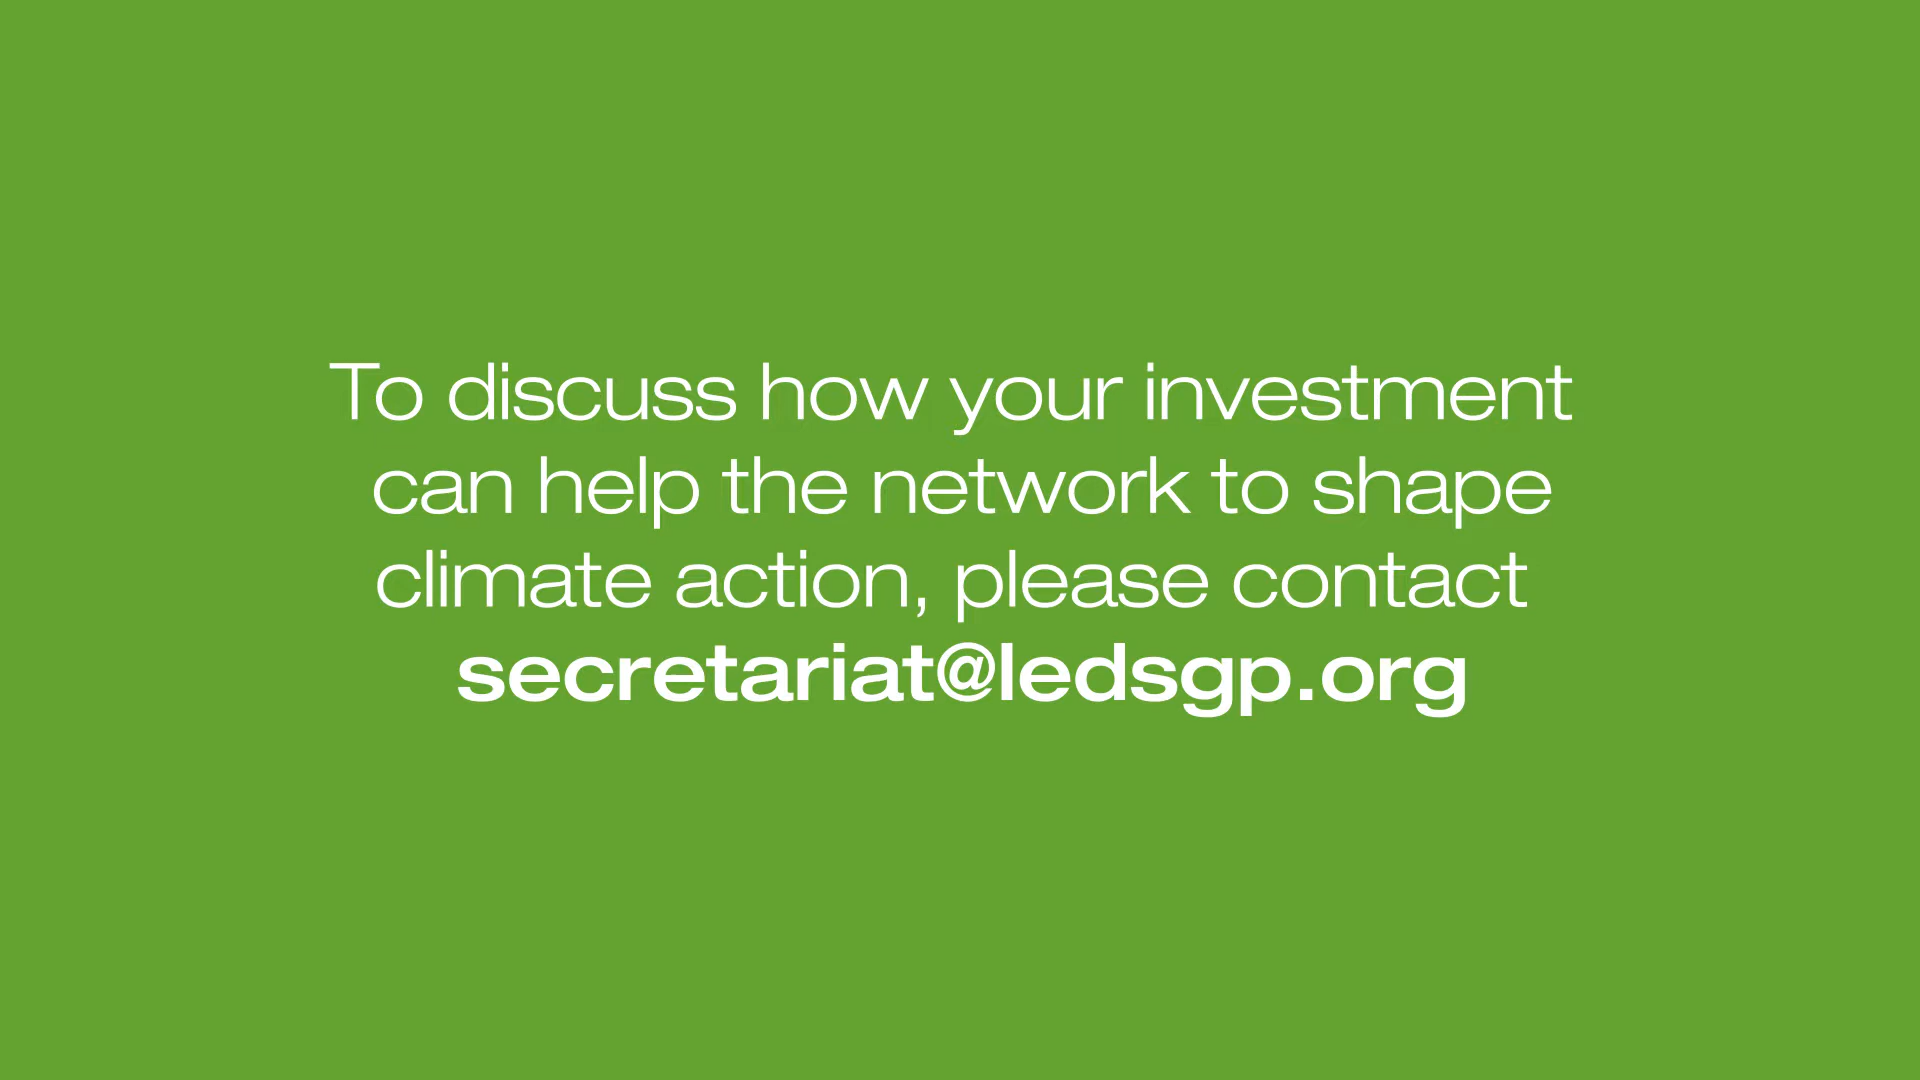 To discuss how your investment
can help the network to shape
climate action, please contact
secretariat@ledsgp.org